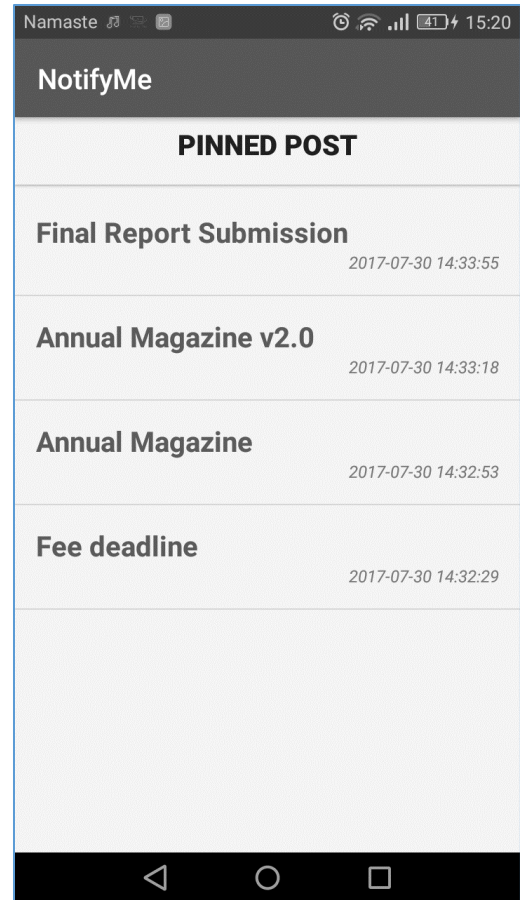 Namaste 41 15:20
NotifyMe
PINNED POST
Final Report Submission
2017-07-30 14:33:55
Annual Magazine v2.0
2017-07-30 14:33:18
Annual Magazine
2017-07-30 14:32:53
Fee deadline
2017-07-30 14:32:29